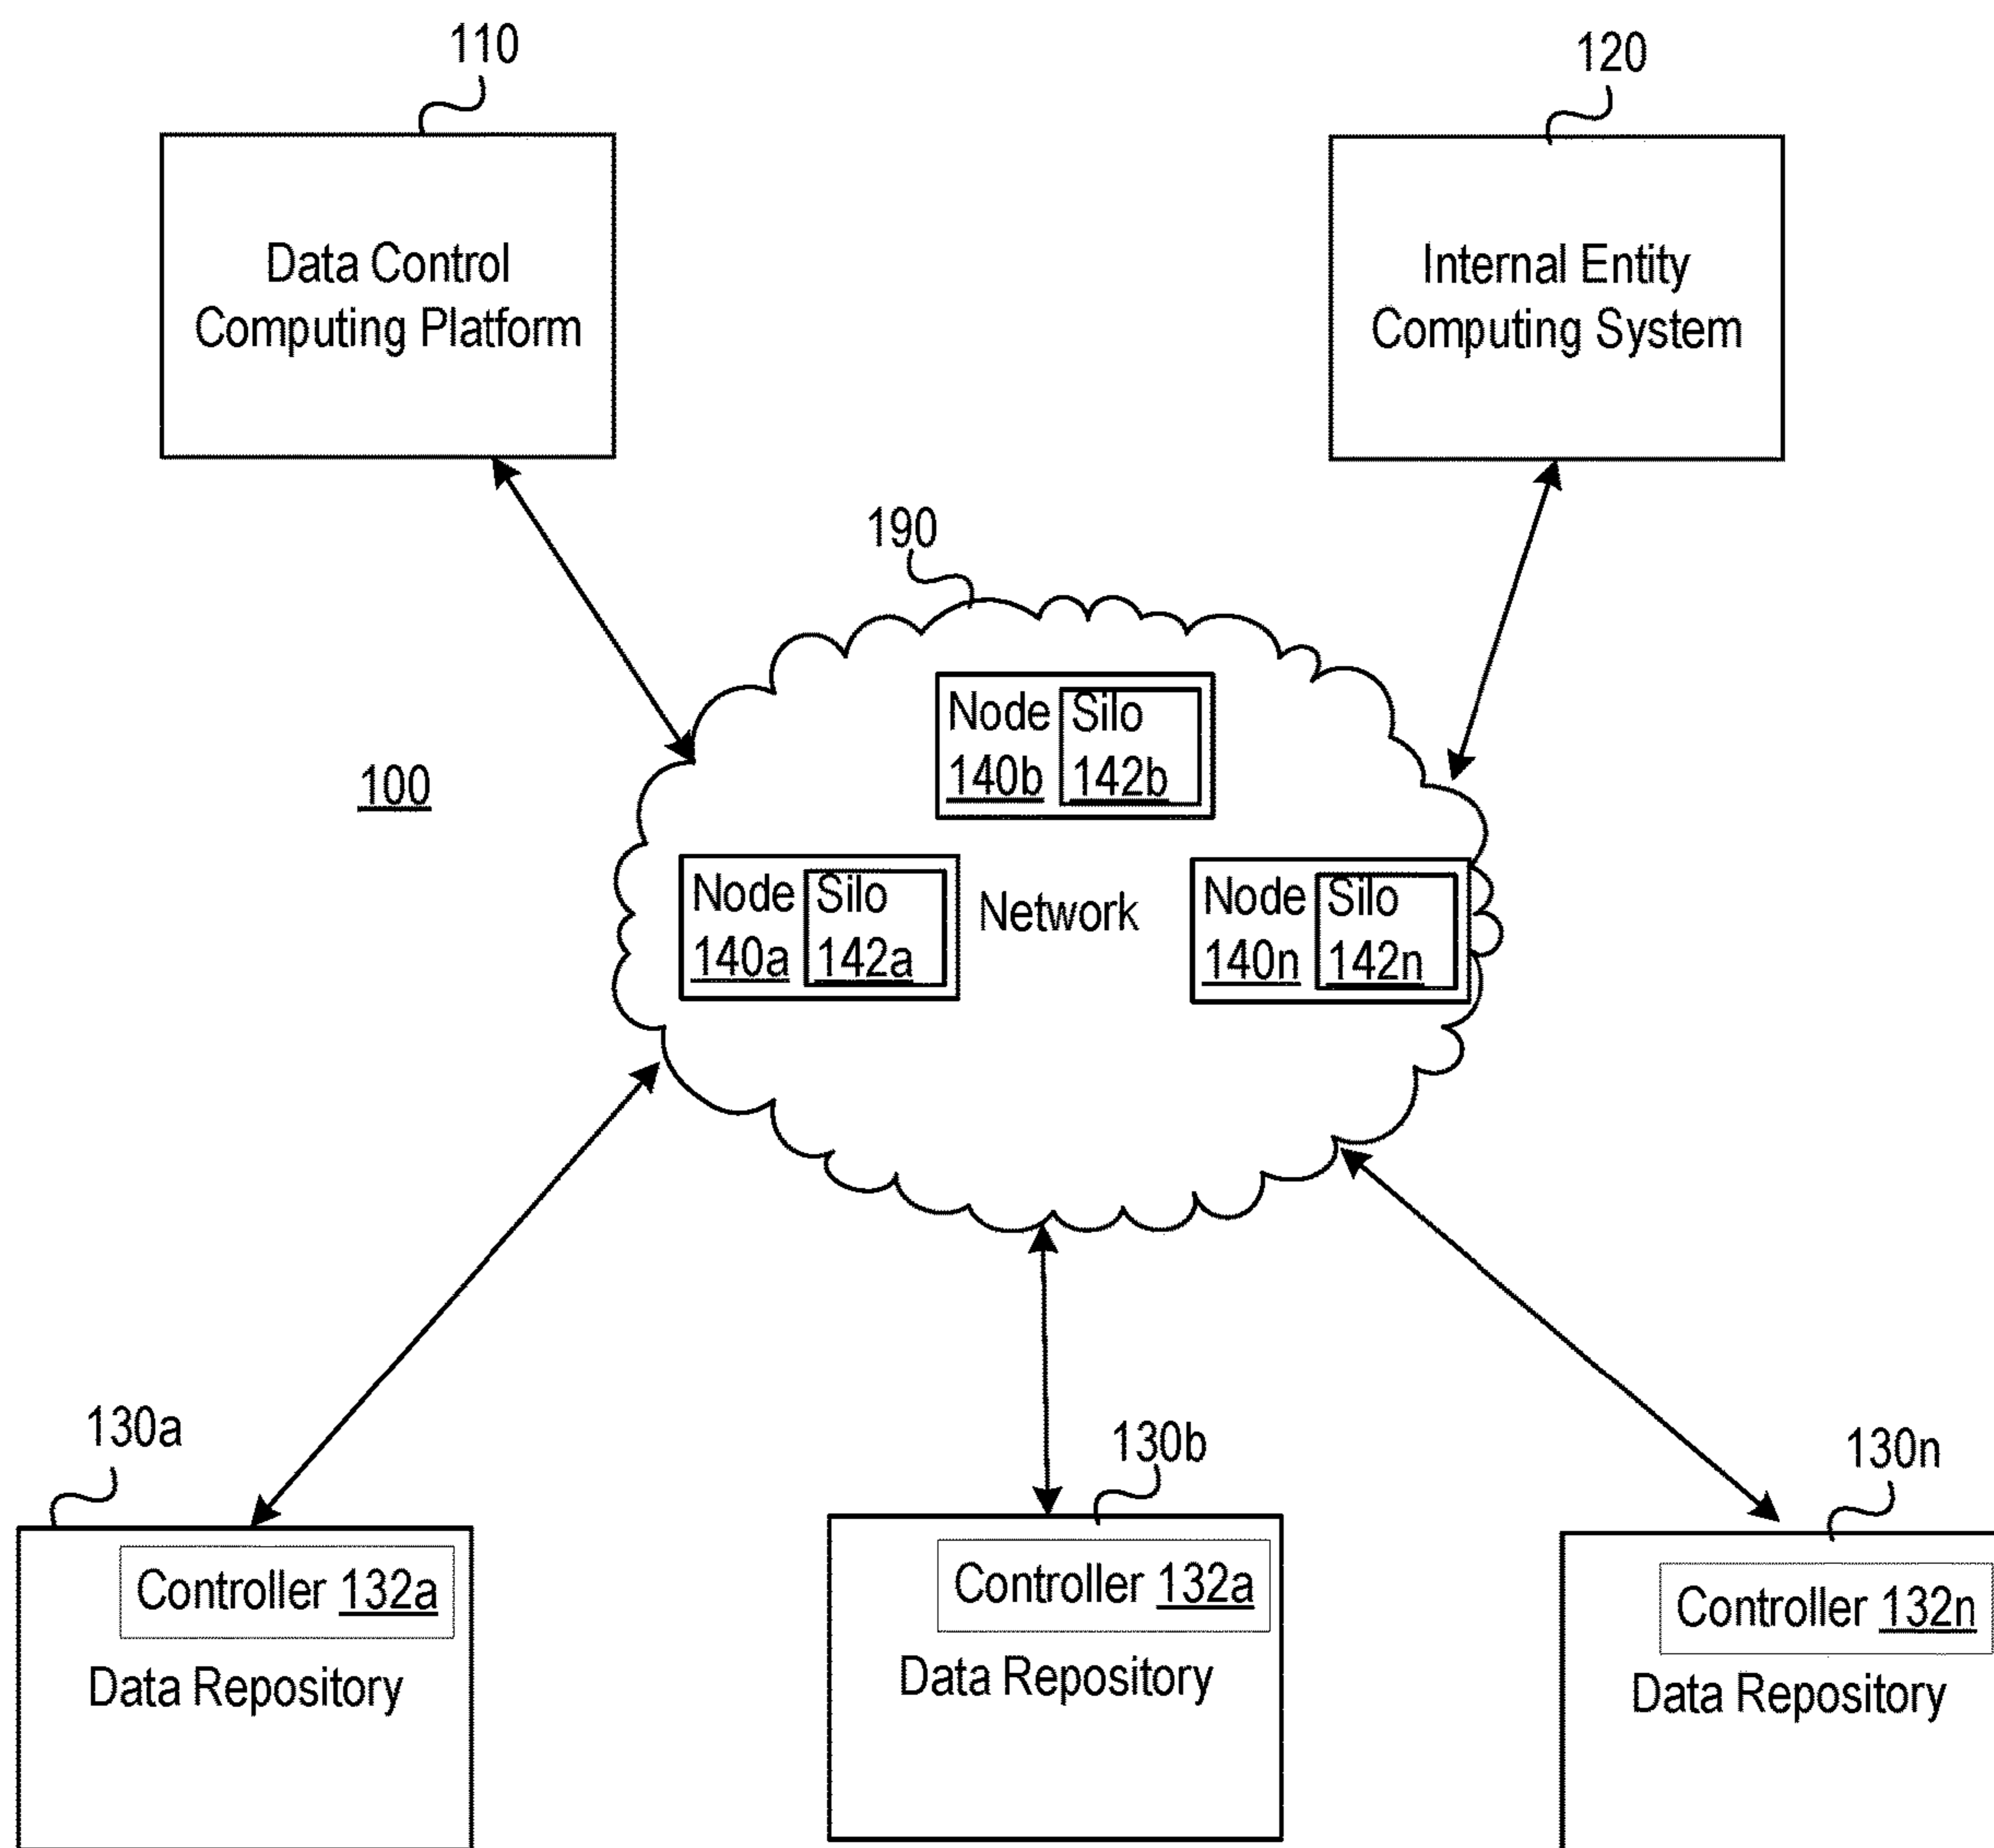 110
120
Data Control
Computing Platform
Internal Entity
Computing System
190
100
Node Silo
140b 142b
Node Silo
140a 142a
Network
Node Silo
140n 142n
130a
130b
130n
Controller 132a
Data Repository
Controller 132a
Data Repository
Controller 132n
Data Repository